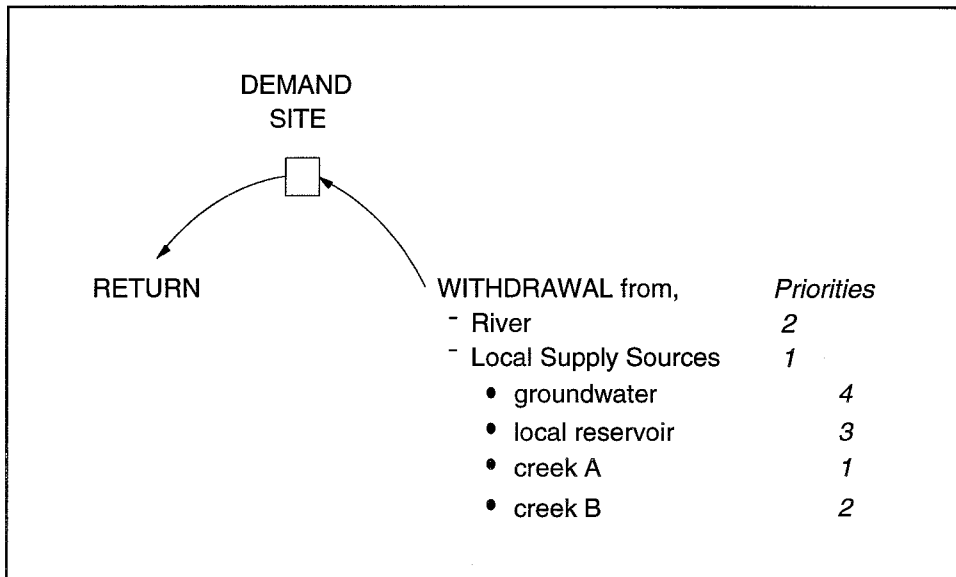 DEMAND
SITE
RETURN
WITHDRAWAL from, Priorities
- River 2
- Local Supply Sources 1
• groundwater 4
• local reservoir 3
• creek A 1
• creek B 2